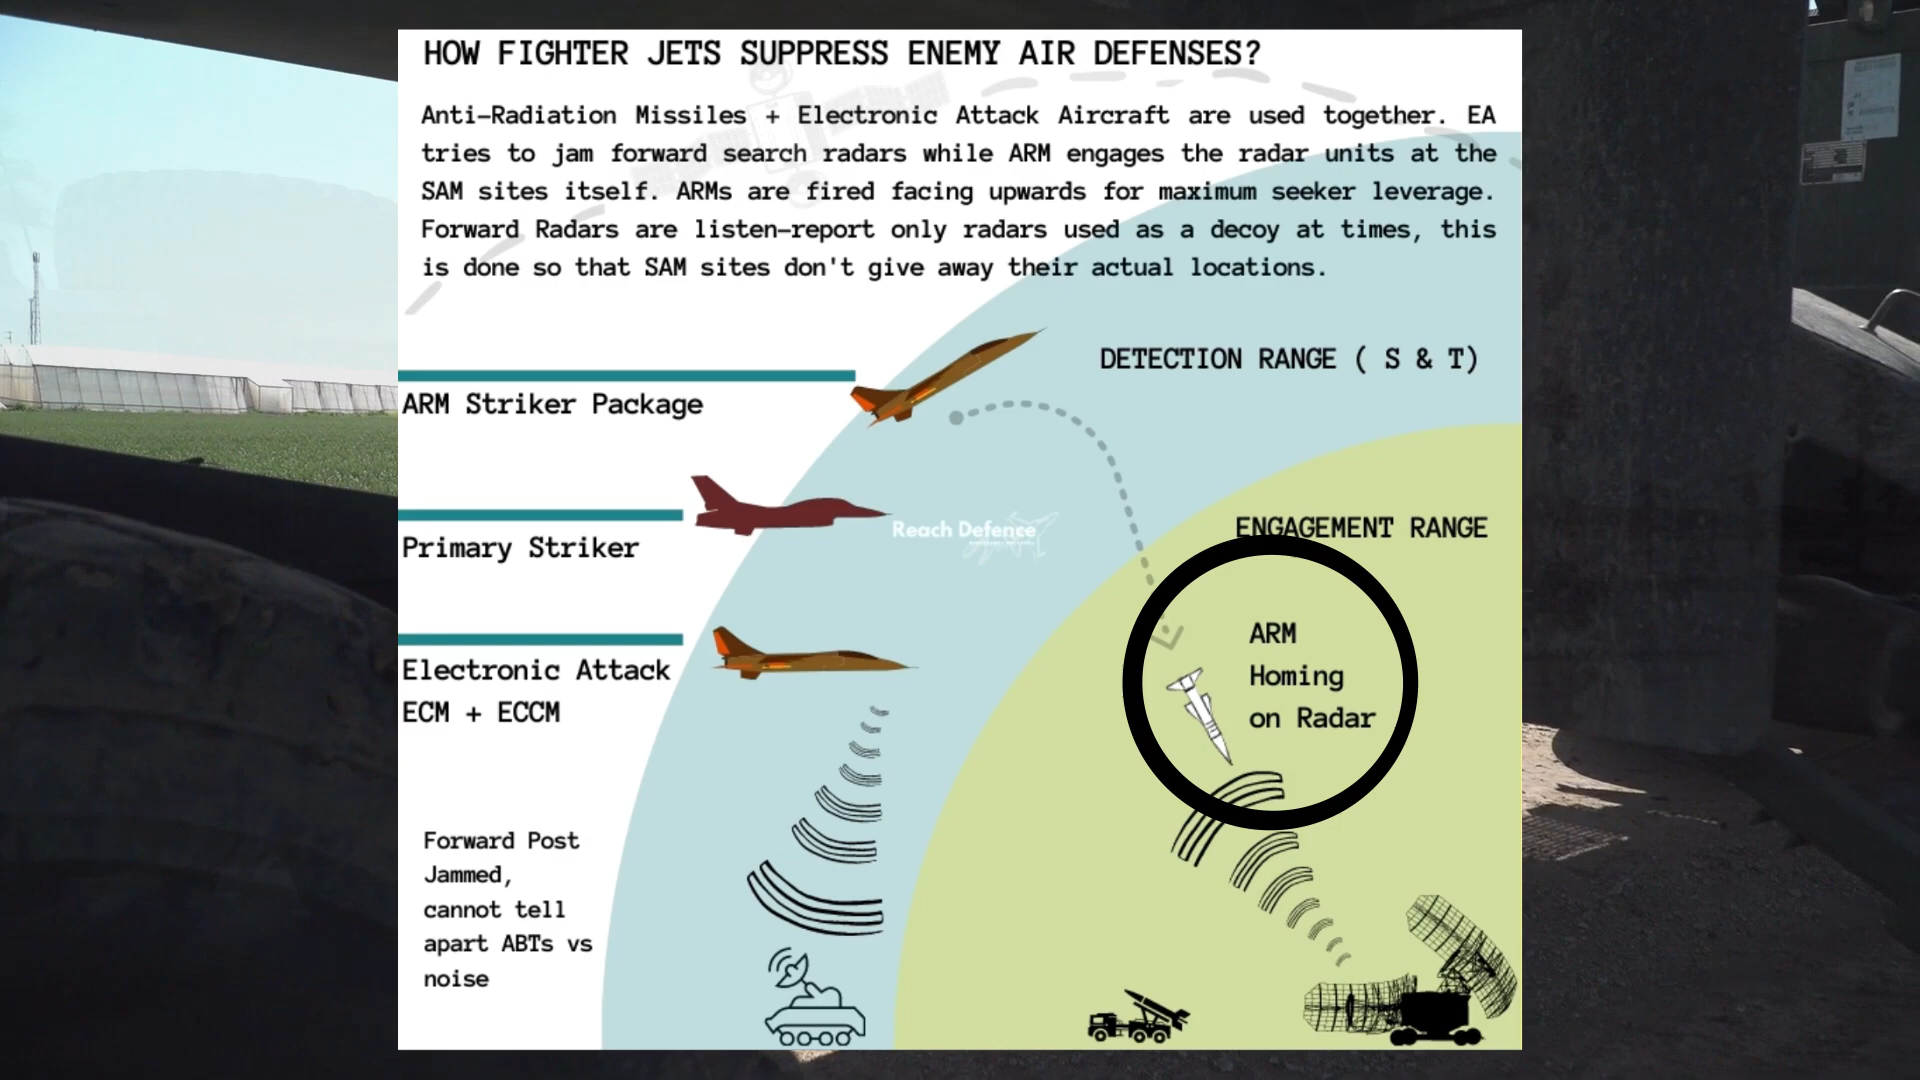 HOW FIGHTER JETS SUPPRESS ENEMY AIR DEFENSES?
Anti-Radiation Missiles + Electronic Attack Aircraft are used together. EA
tries to jam forward search radars while ARM engages the radar units at the
SAM sites itself. ARMs are fired facing upwards for maximum seeker leverage.
Forward Radars are listen-report only radars used as a decoy at times, this
is done so that SAM sites don't give away their actual locations.
DETECTION RANGE ( S & T)
ARM Striker Package
Reach Defence
ENGAGEMENT RANGE
Primary Striker
ARM
Homing
on Radar
Electronic Attack
ECM + ECCM
Forward Post
Jammed,
cannot tell
apart ABTs vs
noise